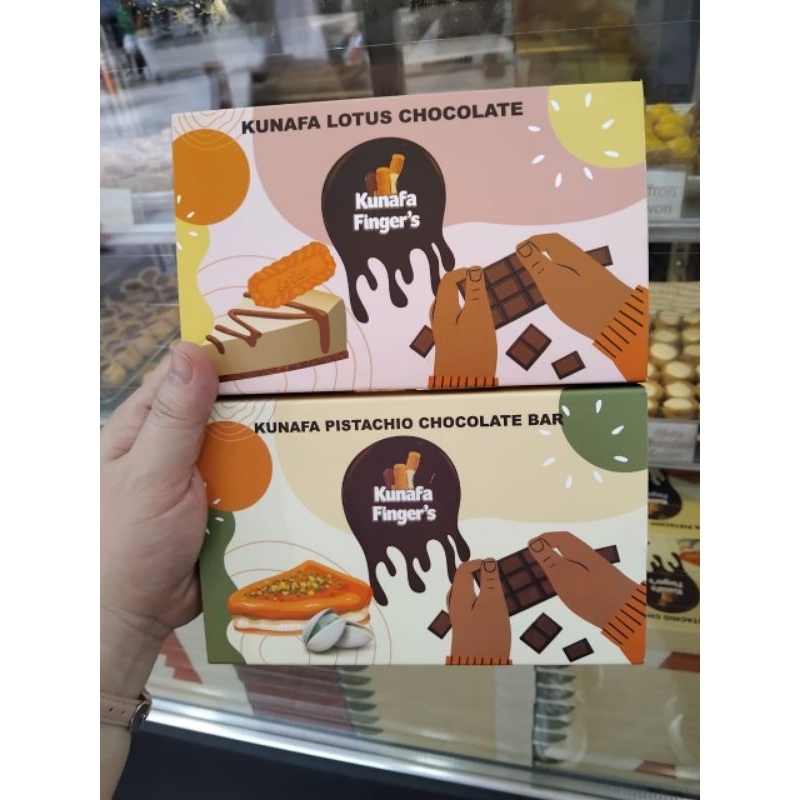 KUNAFA LOTUS CHOCOLATE
Kunafa
Finger's
KUNAFA PISTACHIO CHOCOLATE BAR
Kunafa
Finger's